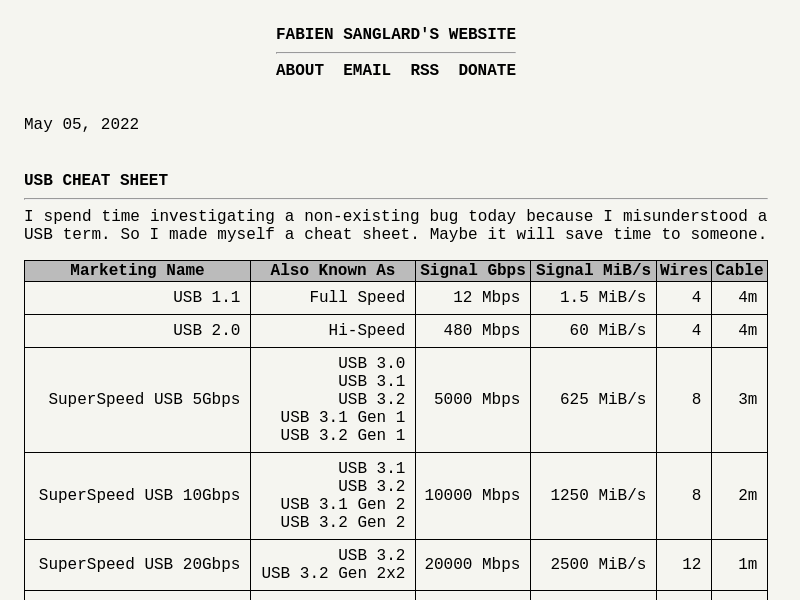 FABIEN SANGLARD'S WEBSITE
ABOUT EMAIL RSS DONATE
May 05, 2022
USB CHEAT SHEET
I spend time investigating a non-existing bug today because I misunderstood a
USB term. So I made myself a cheat sheet. Maybe it will save time to someone.
Marketing Name Also Known As Signal Gbps Signal MiB/s Wires Cable
USB 1.1 Full Speed 12 Mbps 1.5 MiB/s 4 4m
USB 2.0 Hi-Speed 480 Mbps 60 MiB/s 4 4m
USB 3.0
USB 3.1
SuperSpeed USB 5Gbps USB 3.2 5000 Mbps 625 MiB/s 8 3m
USB 3.1 Gen 1
USB 3.2 Gen 1
USB 3.1
USB 3.2
SuperSpeed USB 10Gbps 10000 Mbps 1250 MiB/s 8 2m
USB 3.1 Gen 2
USB 3.2 Gen 2
USB 3.2
SuperSpeed USB 20Gbps 20000 Mbps 2500 MiB/s 12 1m
USB 3.2 Gen 2x2